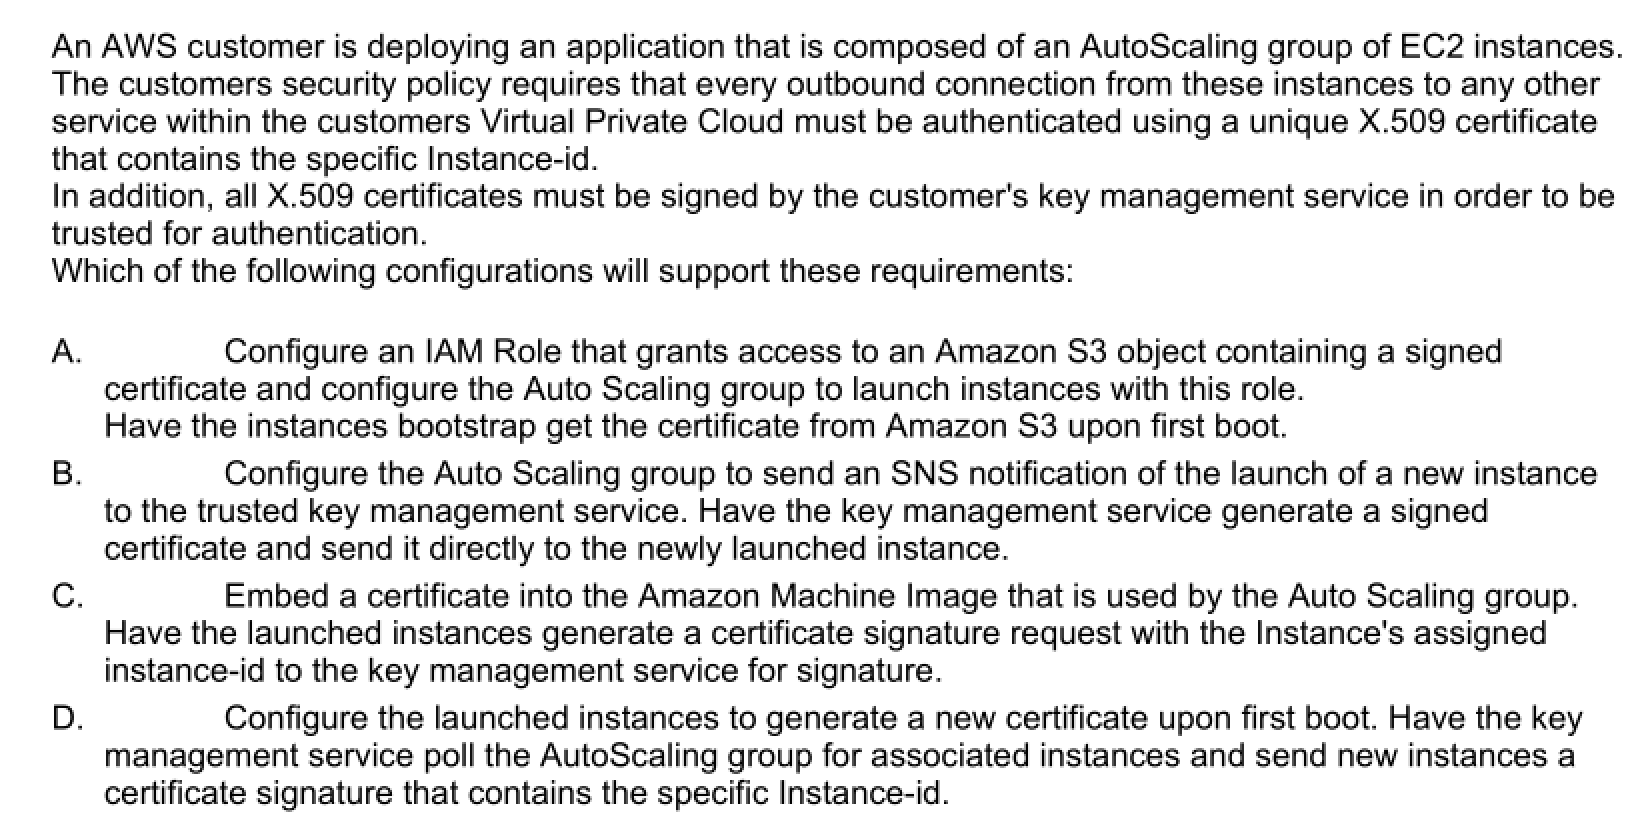 An AWS customer is deploying an application that is composed of an AutoScaling group of EC2 instances.
The customers security policy requires that every outbound connection from these instances to any other
service within the customers Virtual Private Cloud must be authenticated using a unique X.509 certificate
that contains the specific Instance-id.
In addition, all X.509 certificates must be signed by the customer's key management service in order to be
trusted for authentication.
Which of the following configurations will support these requirements:
A. Configure an IAM Role that grants access to an Amazon S3 object containing a signed
certificate and configure the Auto Scaling group to launch instances with this role.
Have the instances bootstrap get the certificate from Amazon S3 upon first boot.
B. Configure the Auto Scaling group to send an SNS notification of the launch of a new instance
to the trusted key management service. Have the key management service generate a signed
certificate and send it directly to the newly launched instance.
C. Embed a certificate into the Amazon Machine Image that is used by the Auto Scaling group.
Have the launched instances generate a certificate signature request with the Instance's assigned
instance-id to the key management service for signature.
D. Configure the launched instances to generate a new certificate upon first boot. Have the key
management service poll the AutoScaling group for associated instances and send new instances a
certificate signature that contains the specific Instance-id.